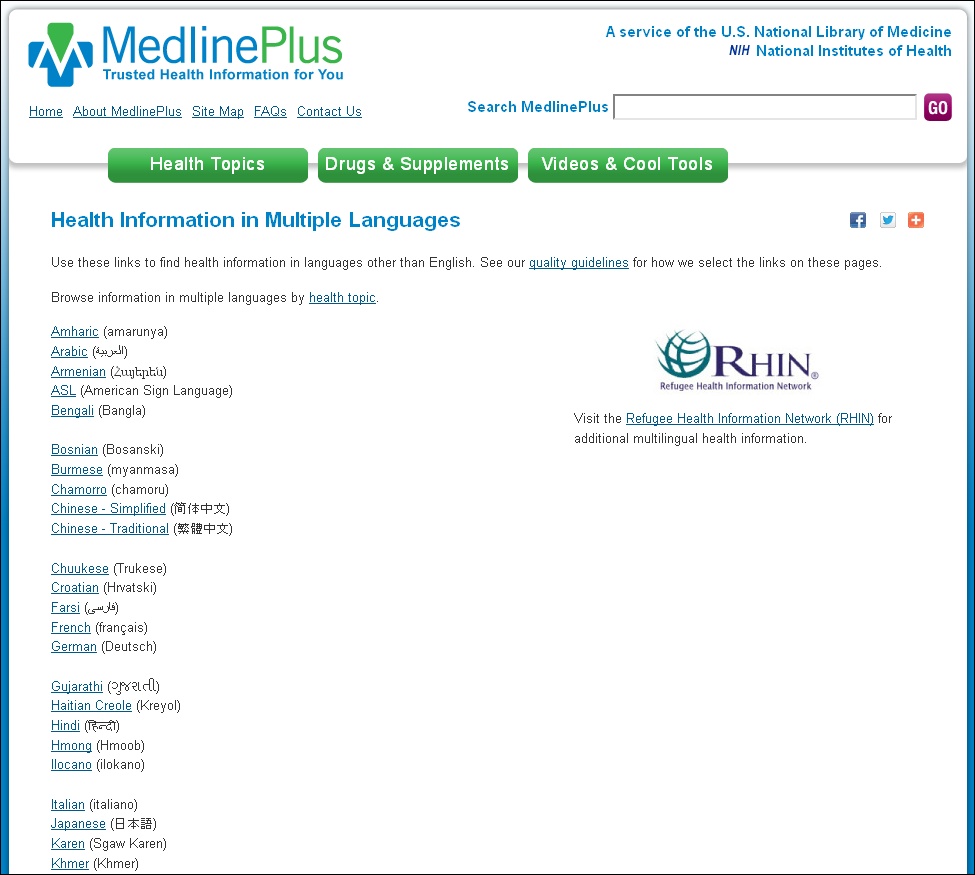 MedlinePlus
Trusted Health Information for You
A service of the U.S. National Library of Medicine
NIH National Institutes of Health
Home About MedlinePlus Site Map FAQs Contact Us
Search MedlinePlus GO
Health Topics Drugs & Supplements Videos & Cool Tools
Health Information in Multiple Languages
Use these links to find health information in languages other than English. See our quality guidelines for how we select the links on these pages.
Browse information in multiple languages by health topic.
Amharic (amarunya)
Arabic (العربية)
Armenian (Հայերեն)
ASL (American Sign Language)
Bengali (Bangla)
Bosnian (Bosanski)
Burmese (myanmasa)
Chamorro (chamoru)
Chinese - Simplified (简体中文)
Chinese - Traditional (繁體中文)
Chuukese (Trukese)
Croatian (Hrvatski)
Farsi (فارسی)
French (français)
German (Deutsch)
Gujarathi (ગુજરાતી)
Haitian Creole (Kreyol)
Hindi (हिन्दी)
Hmong (Hmoob)
Ilocano (ilokano)
Italian (italiano)
Japanese (日本語)
Karen (Sgaw Karen)
Khmer (Khmer)
RHIN®
Refugee Health Information Network
Visit the Refugee Health Information Network (RHIN) for
additional multilingual health information.